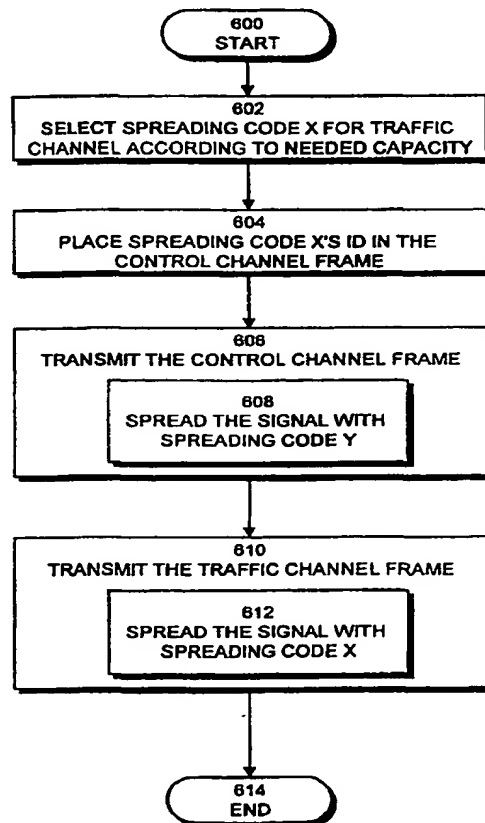 600
START
602
SELECT SPREADING CODE X FOR TRAFFIC
CHANNEL ACCORDING TO NEEDED CAPACITY
604
PLACE SPREADING CODE X'S ID IN THE
CONTROL CHANNEL FRAME
606
TRANSMIT THE CONTROL CHANNEL FRAME
608
SPREAD THE SIGNAL WITH
SPREADING CODE Y
610
TRANSMIT THE TRAFFIC CHANNEL FRAME
612
SPREAD THE SIGNAL WITH
SPREADING CODE X
614
END